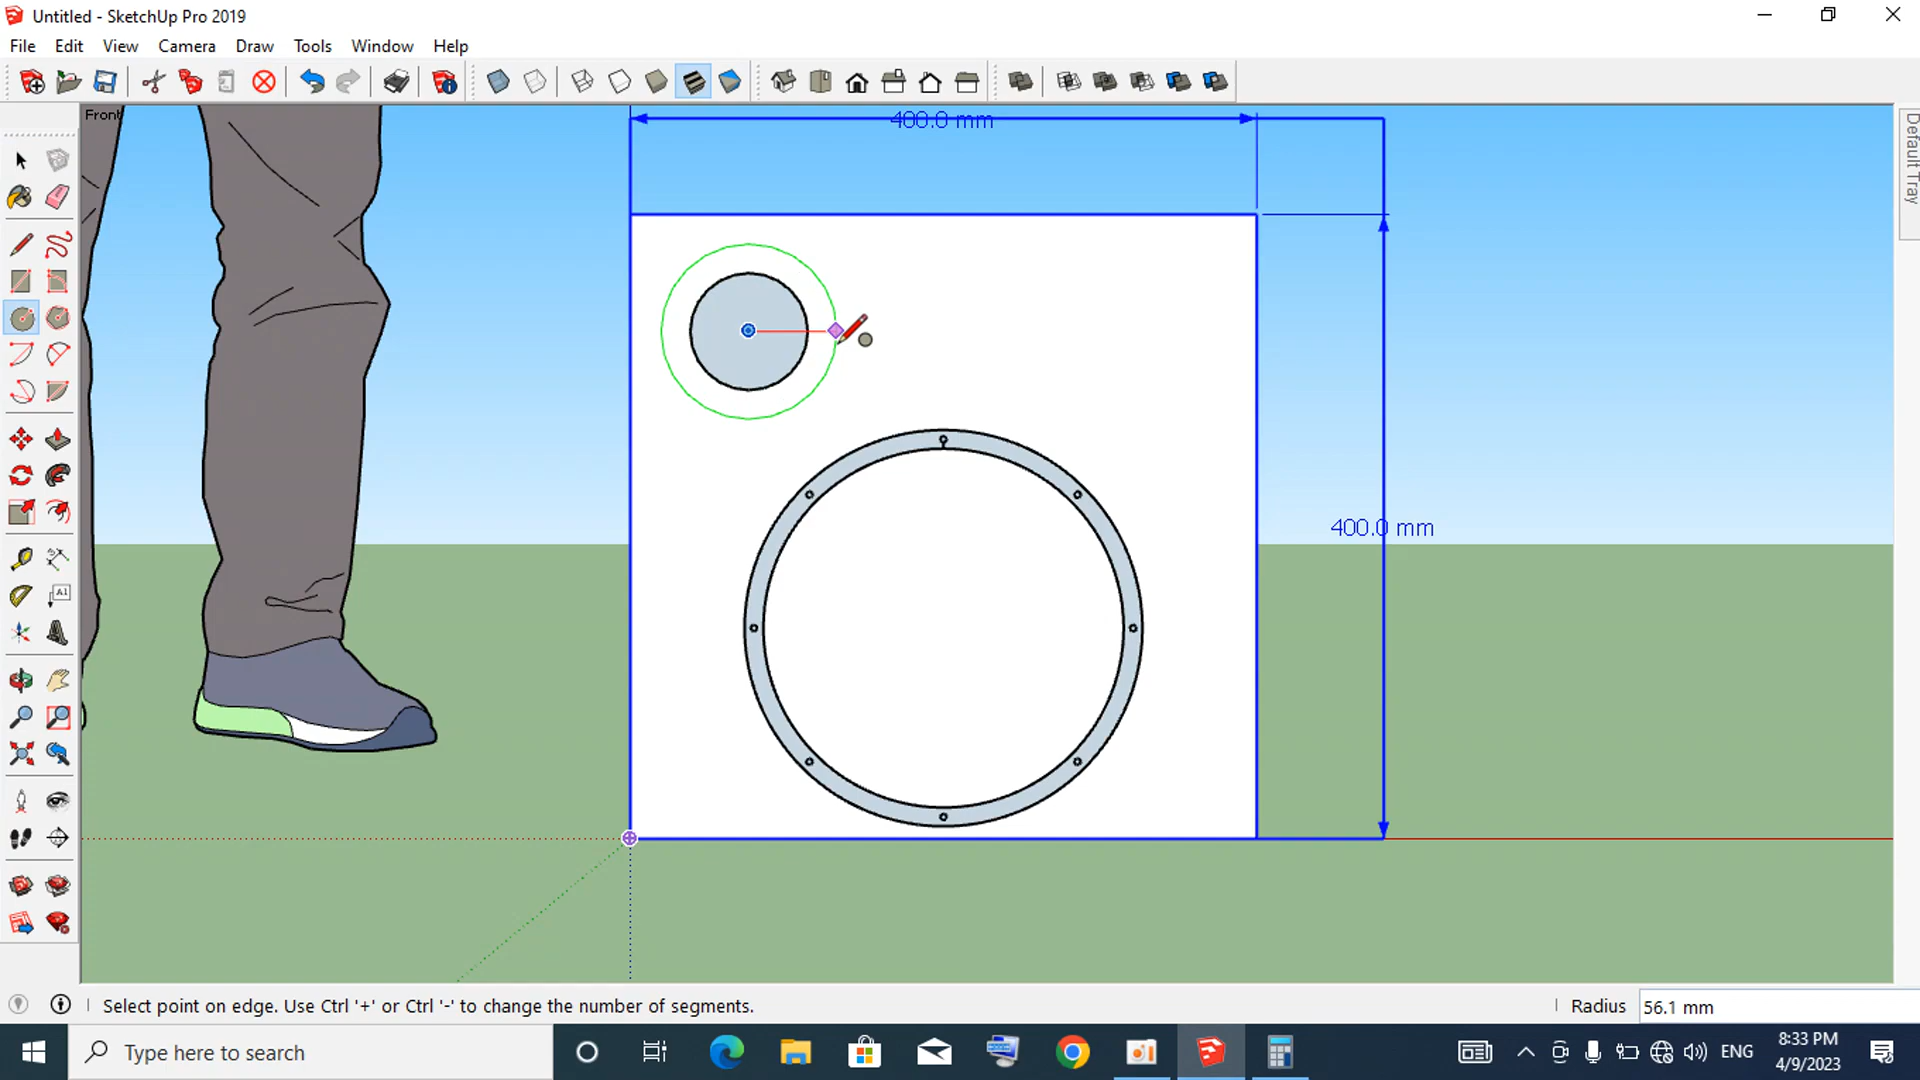 Untitled - SketchUp Pro 2019
File Edit View Camera Draw Tools Window Help
Front
400.0 mm
400.0 mm
Default Tray
A1
Select point on edge. Use Ctrl '+' or Ctrl '-' to change the number of segments.
Radius 56.1 mm
Type here to search
ENG
8:33 PM
4/9/2023